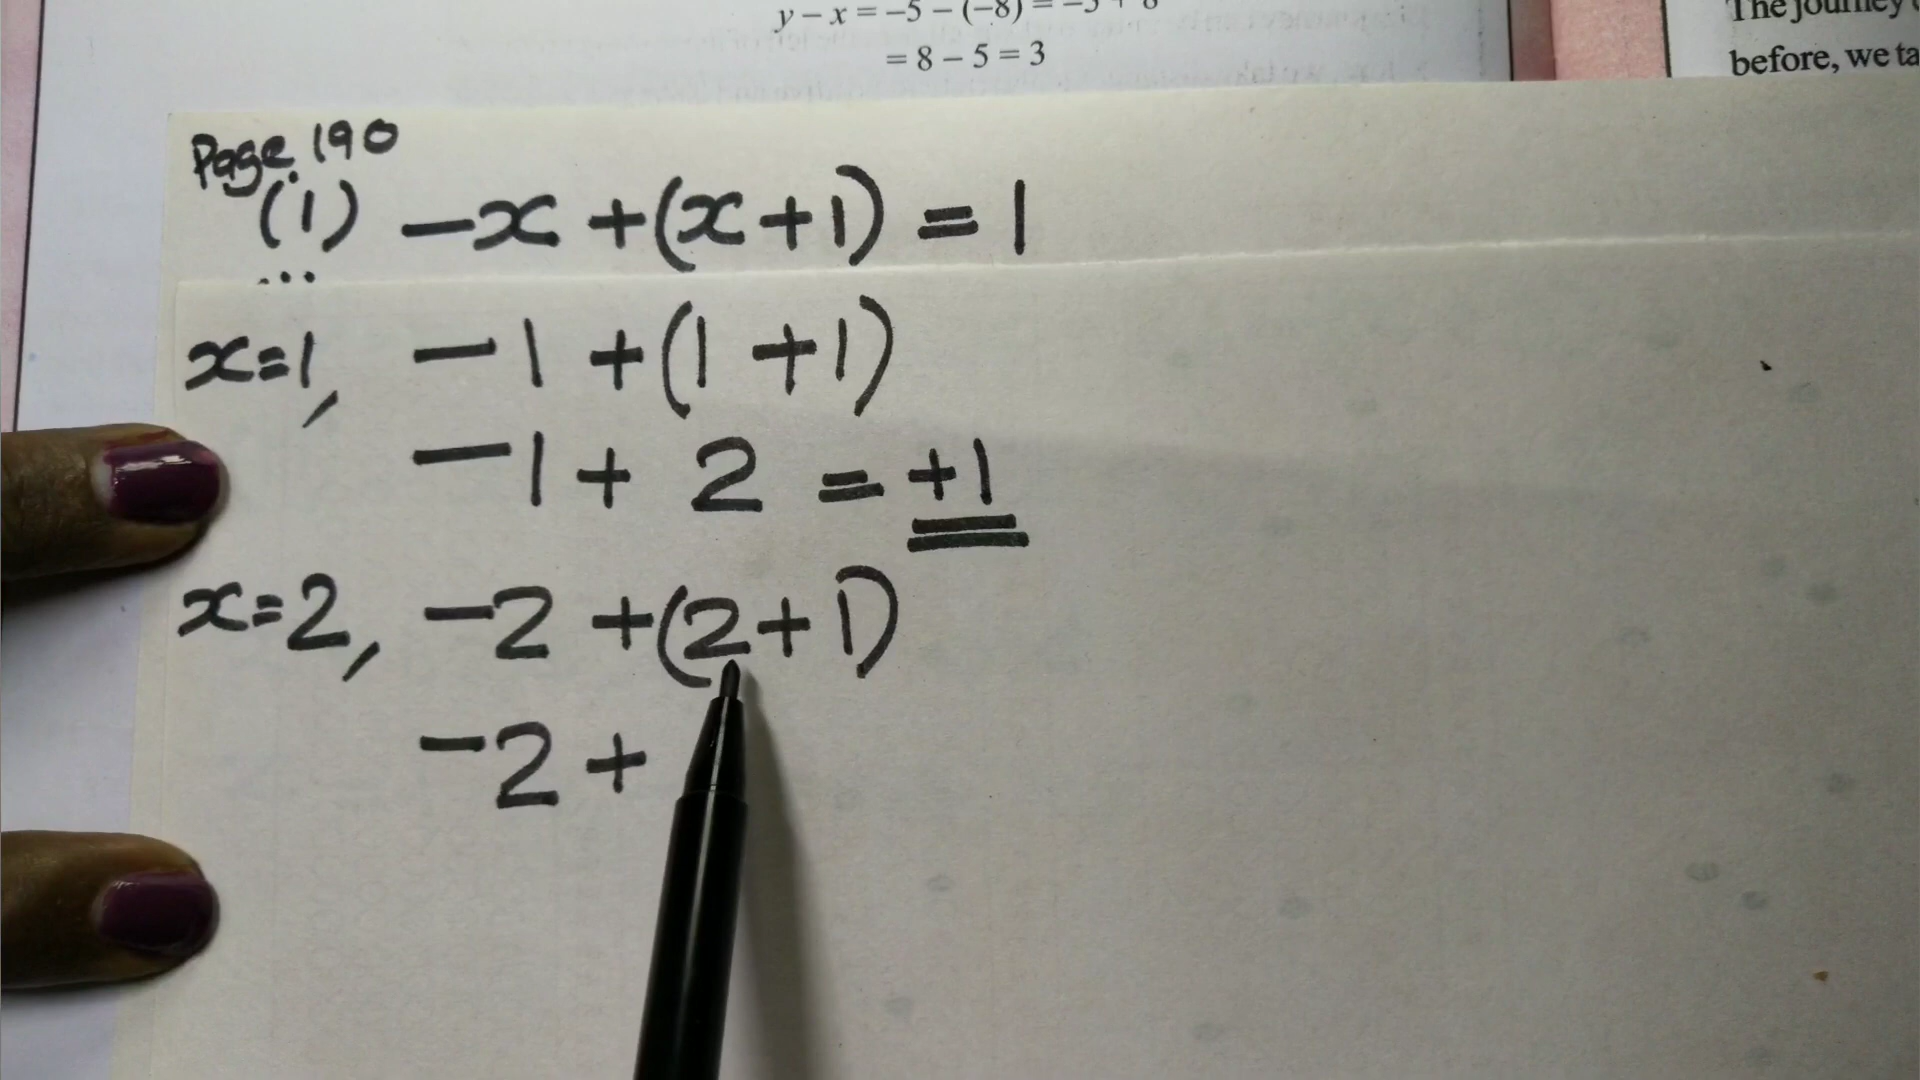 y – x = –5 – (–8) = –5 + 8
= 8 – 5 = 3
The journey
before, we ta
Page. 190
(1) -x + (x + 1) = 1
x=1, -1 + (1 + 1)
-1 + 2 = +1
x=2, -2 + (2 + 1)
-2 +